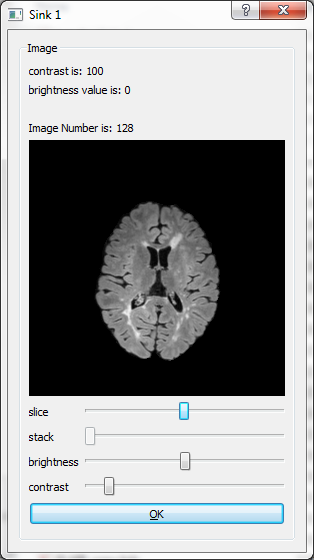 Sink 1
Image
contrast is: 100
brightness value is: 0
Image Number is: 128
slice
stack
brightness
contrast
OK